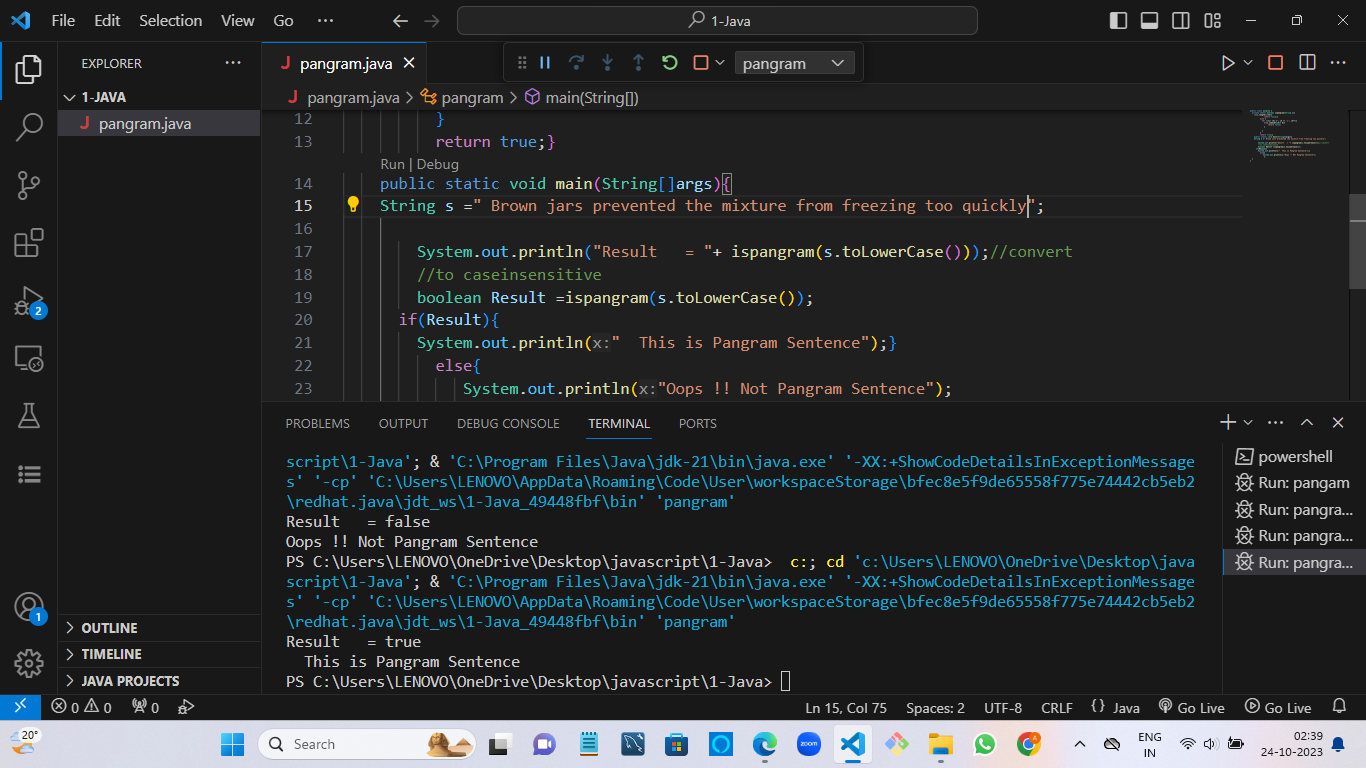 File Edit Selection View Go ··· 1-Java
EXPLORER ···
1-JAVA
J pangram.java
OUTLINE
TIMELINE
JAVA PROJECTS
J pangram.java
pangram
J pangram.java > pangram > main(String[])
12 }
13 return true;}
Run | Debug
14 public static void main(String[]args){
15 String s =" Brown jars prevented the mixture from freezing too quickly";
16
17 System.out.println("Result   = "+ ispangram(s.toLowerCase()));//convert
18 //to caseinsensitive
19 boolean Result =ispangram(s.toLowerCase());
20 if(Result){
21 System.out.println(x:"  This is Pangram Sentence");}
22 else{
23 System.out.println(x:"Oops !! Not Pangram Sentence");
PROBLEMS OUTPUT DEBUG CONSOLE TERMINAL PORTS
script\1-Java'; & 'C:\Program Files\Java\jdk-21\bin\java.exe' '-XX:+ShowCodeDetailsInExceptionMessage
s' '-cp' 'C:\Users\LENOVO\AppData\Roaming\Code\User\workspaceStorage\bfec8e5f9de65558f775e74442cb5eb2
\redhat.java\jdt_ws\1-Java_49448fbf\bin' 'pangram'
Result   = false
Oops !! Not Pangram Sentence
PS C:\Users\LENOVO\OneDrive\Desktop\javascript\1-Java>  c:; cd 'c:\Users\LENOVO\OneDrive\Desktop\java
script\1-Java'; & 'C:\Program Files\Java\jdk-21\bin\java.exe' '-XX:+ShowCodeDetailsInExceptionMessage
s' '-cp' 'C:\Users\LENOVO\AppData\Roaming\Code\User\workspaceStorage\bfec8e5f9de65558f775e74442cb5eb2
\redhat.java\jdt_ws\1-Java_49448fbf\bin' 'pangram'
Result   = true
  This is Pangram Sentence
PS C:\Users\LENOVO\OneDrive\Desktop\javascript\1-Java>
powershell
Run: pangam
Run: pangra...
Run: pangra...
Run: pangra...
2
1
0 0 0 Ln 15, Col 75 Spaces: 2 UTF-8 CRLF {} Java Go Live Go Live
20° Search zoom ENG 02:39
IN 24-10-2023